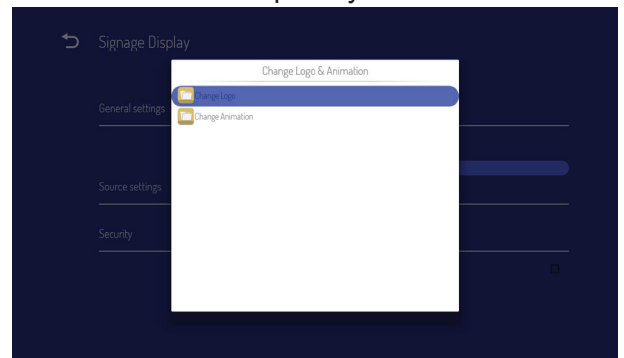 Signage Display
Change Logo & Animation
Change Logo
General settings
Change Animation
Source settings
Security